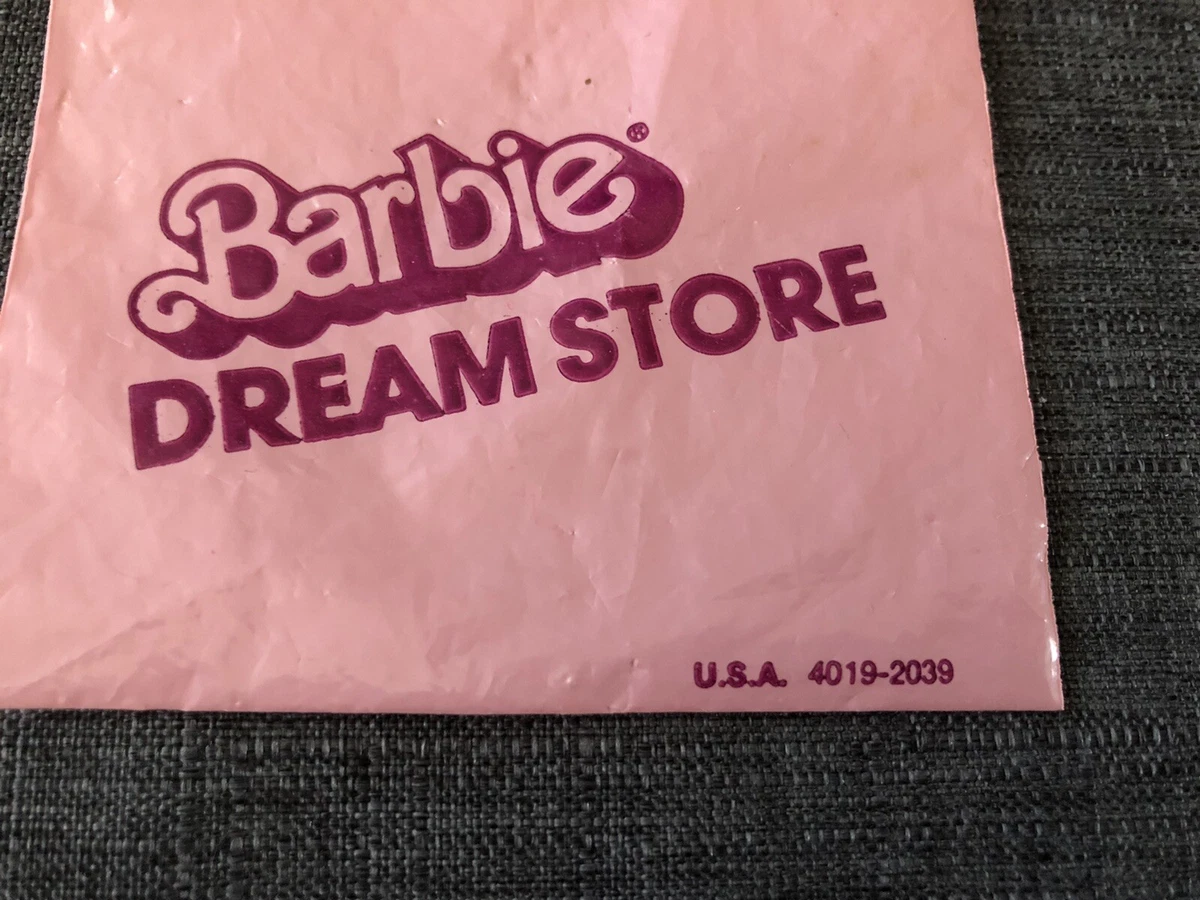 Barbie®
DREAM STORE
U.S.A. 4019-2039